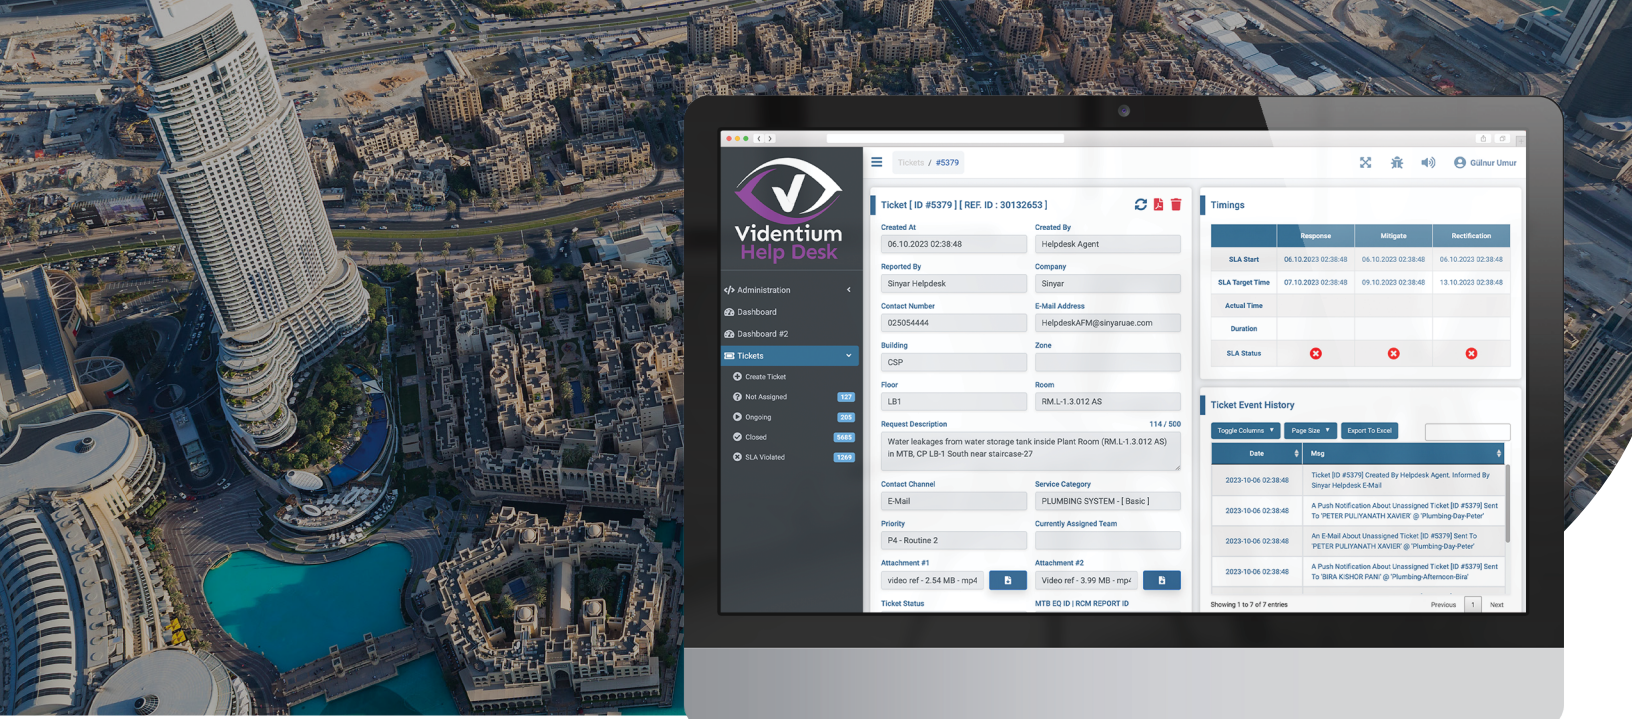 Videntium
Help Desk
Administration
Dashboard
Dashboard #2
Tickets
Create Ticket
Not Assigned 127
Ongoing 205
Closed 5685
SLA Violated 1269
Tickets / #5379
Gülnur Umur
Ticket [ ID #5379 ] [ REF. ID : 30132653 ]
Created At
06.10.2023 02:38:48
Created By
Helpdesk Agent
Reported By
Sinyar Helpdesk
Company
Sinyar
Contact Number
025054444
E-Mail Address
HelpdeskAFM@sinyaruae.com
Building
CSP
Zone
Floor
LB1
Room
RM.L-1.3.012 AS
Request Description 114 / 500
Water leakages from water storage tank inside Plant Room (RM.L-1.3.012 AS)
in MTB, CP LB-1 South near staircase-27
Contact Channel
E-Mail
Service Category
PLUMBING SYSTEM - [ Basic ]
Priority
P4 - Routine 2
Currently Assigned Team
Attachment #1
video ref - 2.54 MB - mp4
Attachment #2
Video ref - 3.99 MB - mp4
Ticket Status
MTB EQ ID | RCM REPORT ID
Timings
Response Mitigate Rectification
SLA Start 06.10.2023 02:38:48 06.10.2023 02:38:48 06.10.2023 02:38:48
SLA Target Time 07.10.2023 02:38:48 09.10.2023 02:38:48 13.10.2023 02:38:48
Actual Time
Duration
SLA Status
Ticket Event History
Toggle Columns Page Size Export To Excel
Date Msg
2023-10-06 02:38:48
Ticket [ID #5379] Created By Helpdesk Agent. Informed By
Sinyar Helpdesk E-Mail
2023-10-06 02:38:48
A Push Notification About Unassigned Ticket [ID #5379] Sent
To 'PETER PULIYANATH XAVIER' @ 'Plumbing-Day-Peter'
2023-10-06 02:38:48
An E-Mail About Unassigned Ticket [ID #5379] Sent To
'PETER PULIYANATH XAVIER' @ 'Plumbing-Day-Peter'
2023-10-06 02:38:48
A Push Notification About Unassigned Ticket [ID #5379] Sent
To 'BIRA KISHOR PANI' @ 'Plumbing-Afternoon-Bira'
Showing 1 to 7 of 7 entries
Previous 1 Next